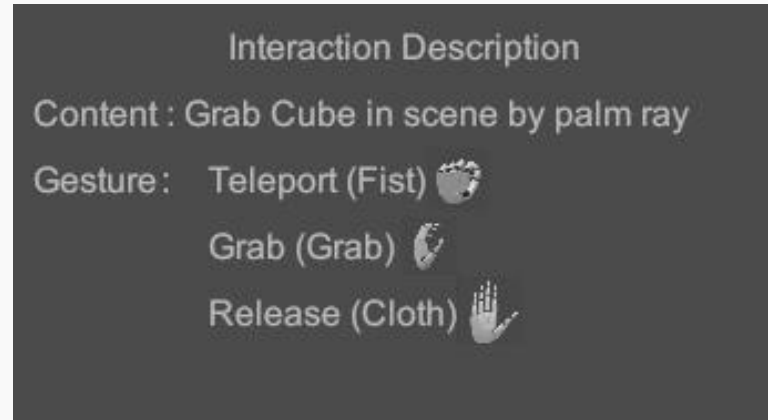 Interaction Description
Content : Grab Cube in scene by palm ray
Gesture : Teleport (Fist)
Grab (Grab)
Release (Cloth)